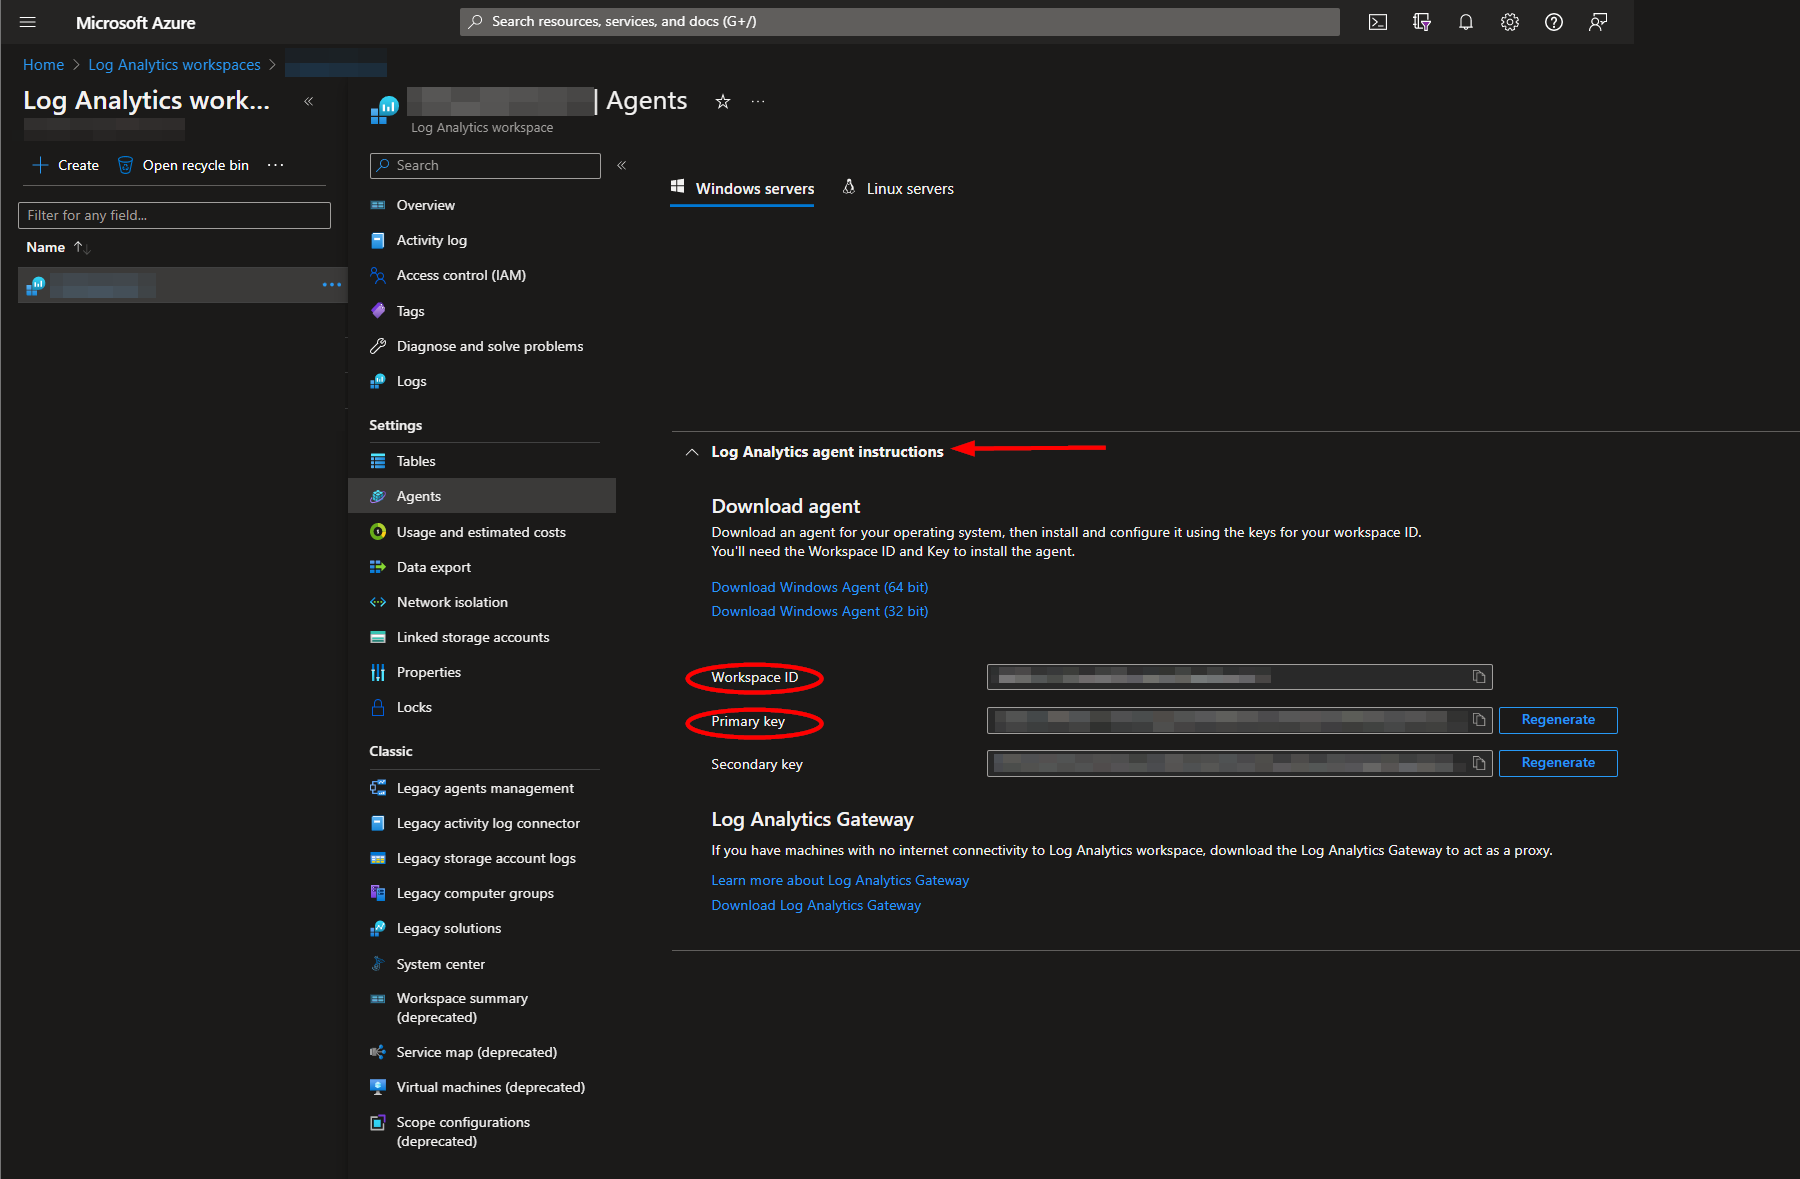 Microsoft Azure
Search resources, services, and docs (G+/)
Home > Log Analytics workspaces >
Log Analytics work...
Create
Open recycle bin
Filter for any field...
Name
| Agents
Log Analytics workspace
Search
Overview
Activity log
Access control (IAM)
Tags
Diagnose and solve problems
Logs
Settings
Tables
Agents
Usage and estimated costs
Data export
Network isolation
Linked storage accounts
Properties
Locks
Classic
Legacy agents management
Legacy activity log connector
Legacy storage account logs
Legacy computer groups
Legacy solutions
System center
Workspace summary
(deprecated)
Service map (deprecated)
Virtual machines (deprecated)
Scope configurations
(deprecated)
Windows servers
Linux servers
Log Analytics agent instructions
Download agent
Download an agent for your operating system, then install and configure it using the keys for your workspace ID.
You'll need the Workspace ID and Key to install the agent.
Download Windows Agent (64 bit)
Download Windows Agent (32 bit)
Workspace ID
Primary key
Regenerate
Secondary key
Regenerate
Log Analytics Gateway
If you have machines with no internet connectivity to Log Analytics workspace, download the Log Analytics Gateway to act as a proxy.
Learn more about Log Analytics Gateway
Download Log Analytics Gateway